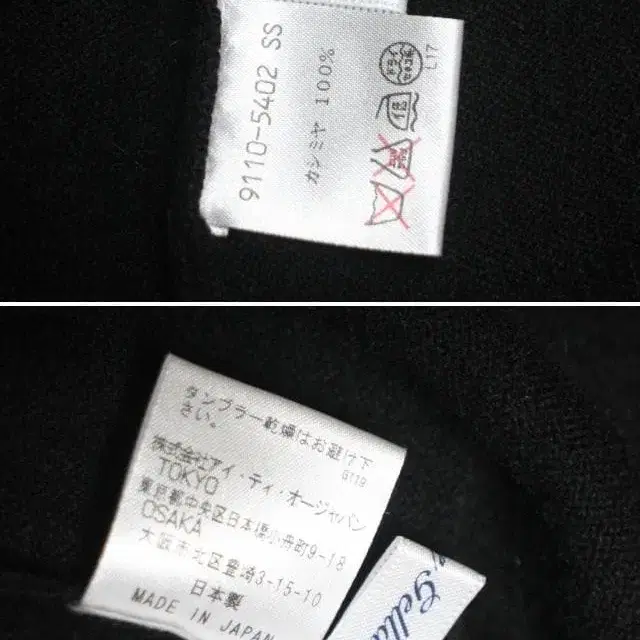 9110-5402 SS
カシミヤ 100%
L17
タンブラー乾燥はお避け下
さい。
G119
株式会社アイ・ティ・オージャパン
TOKYO
東京都中央区日本橋小舟町9-18
OSAKA
大阪市北区豊崎3-15-10
日本製
MADE IN JAPAN